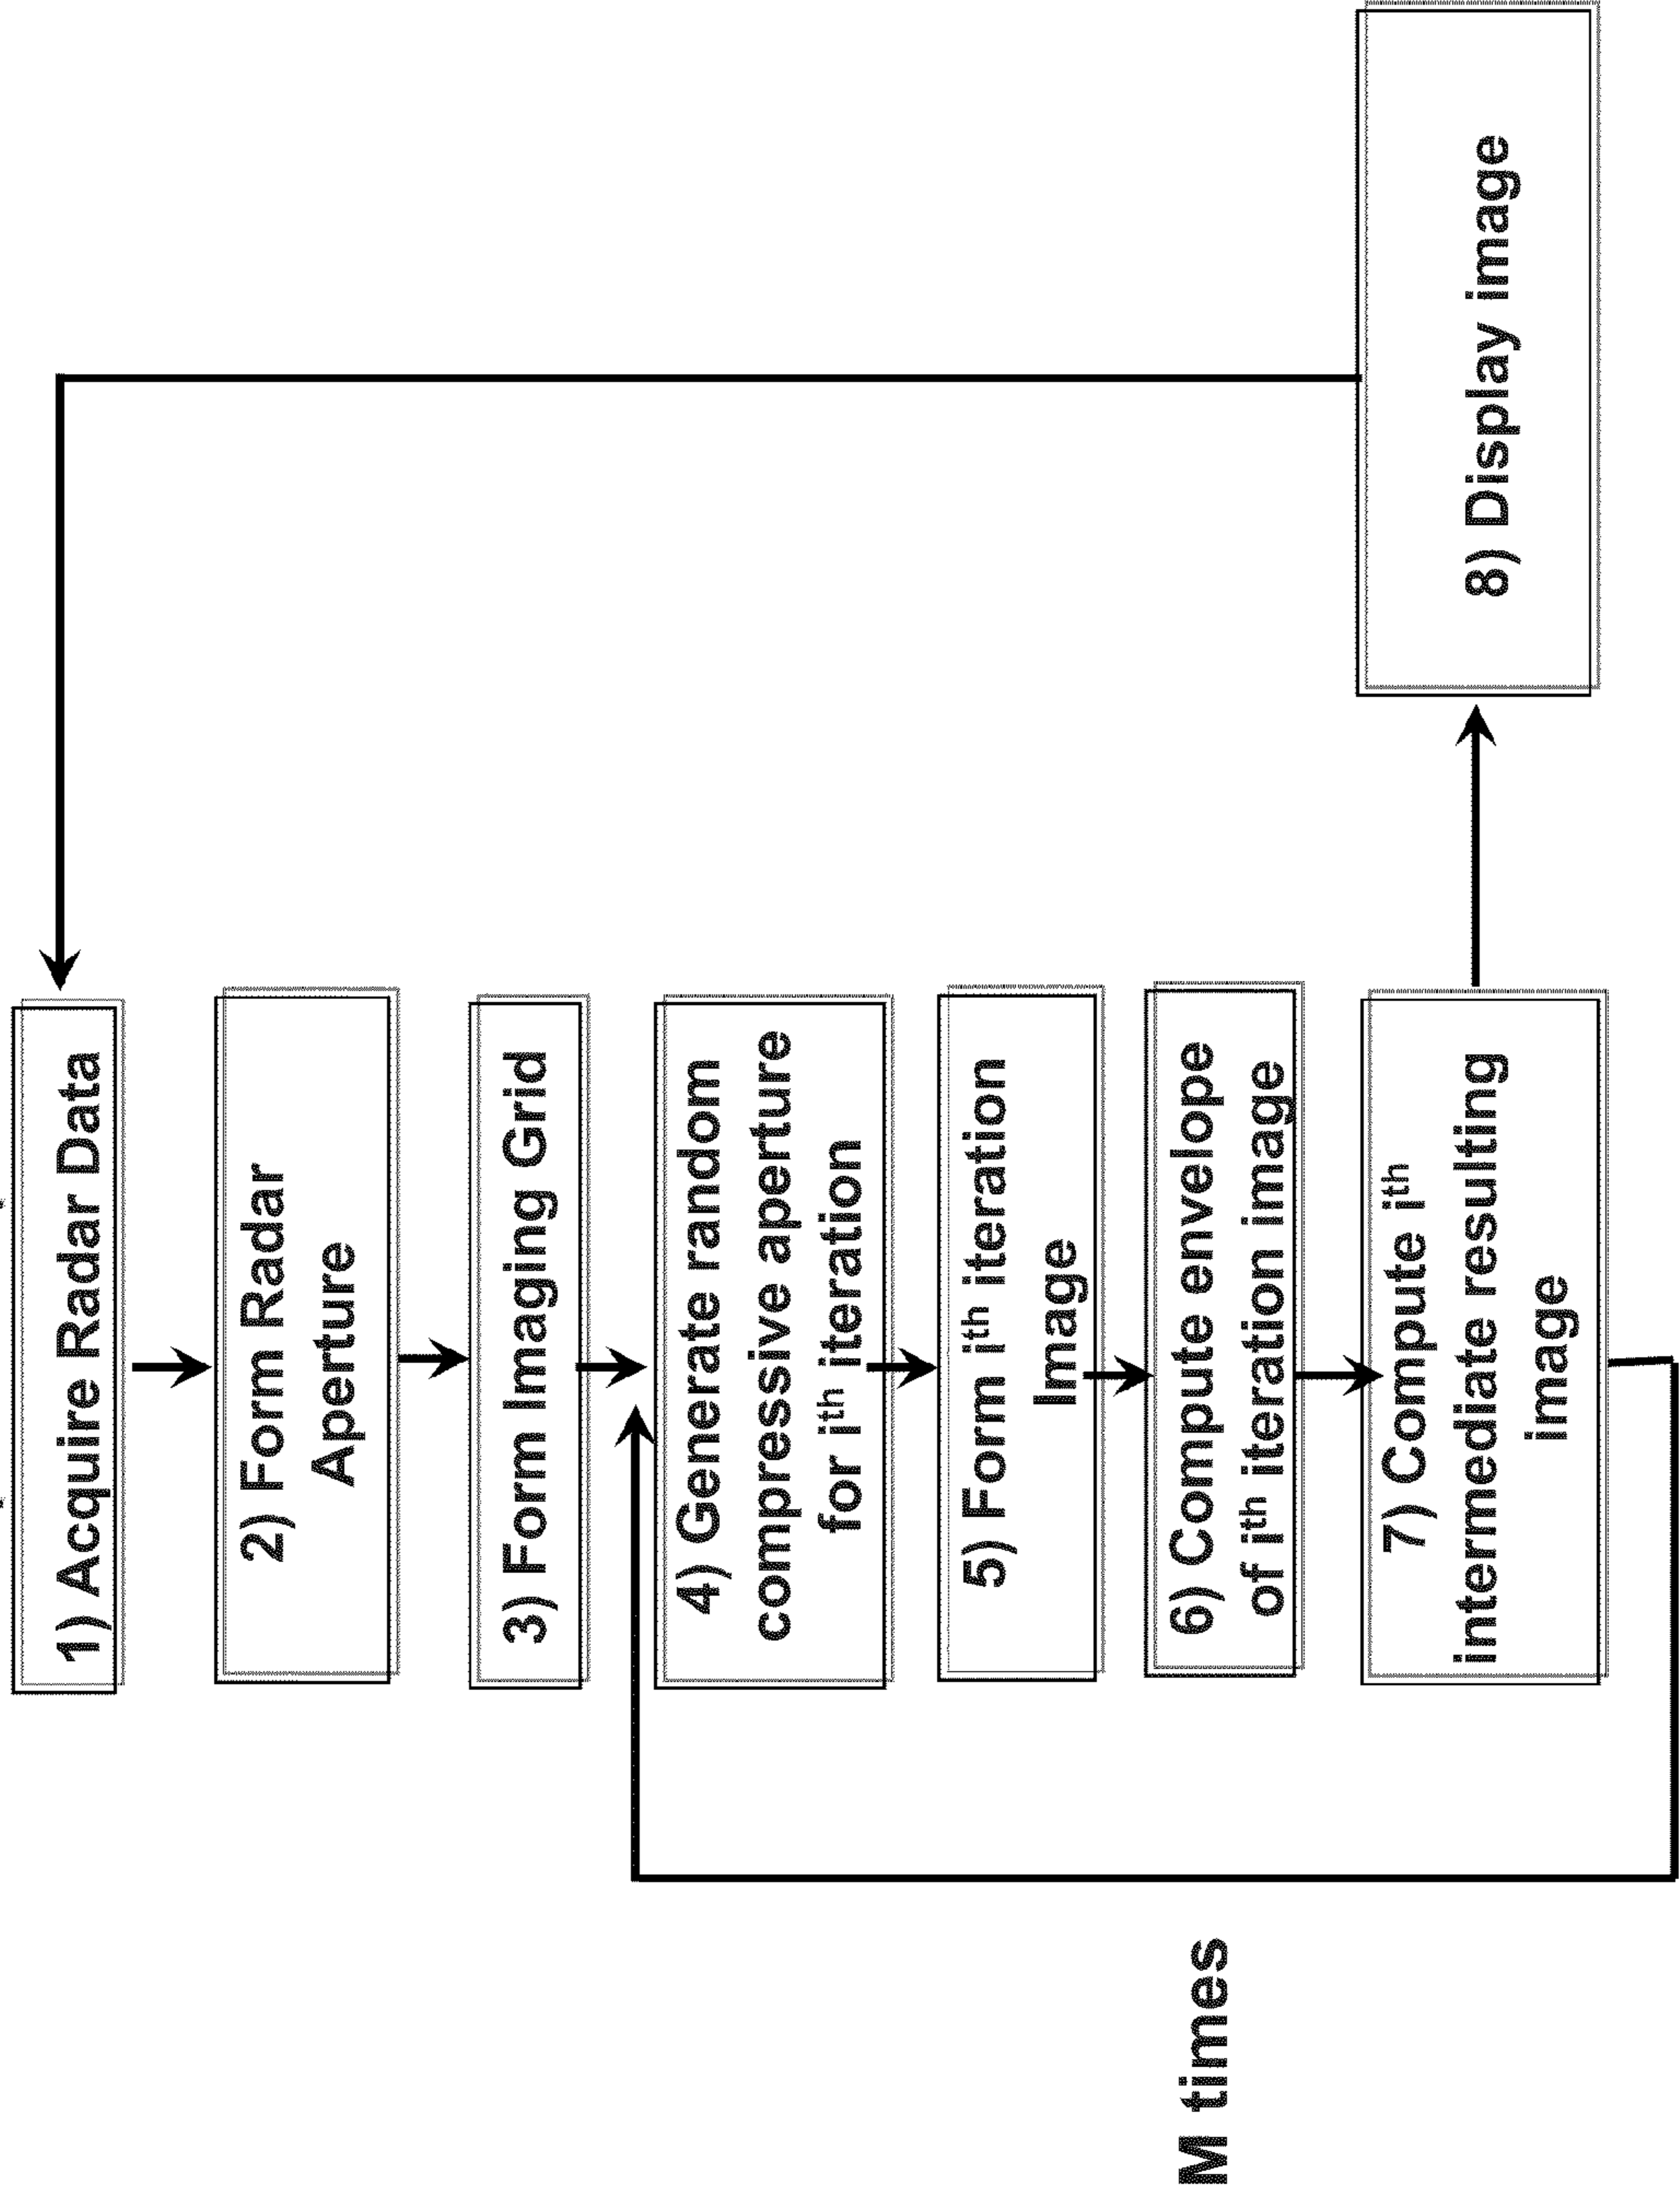 1) Acquire Radar Data
2) Form Radar
Aperture
3) Form Imaging Grid
4) Generate random
compressive aperture
for iᵗʰ iteration
5) Form iᵗʰ iteration
Image
6) Compute envelope
of iᵗʰ iteration image
7) Compute iᵗʰ
intermediate resulting
image
8) Display image
M times